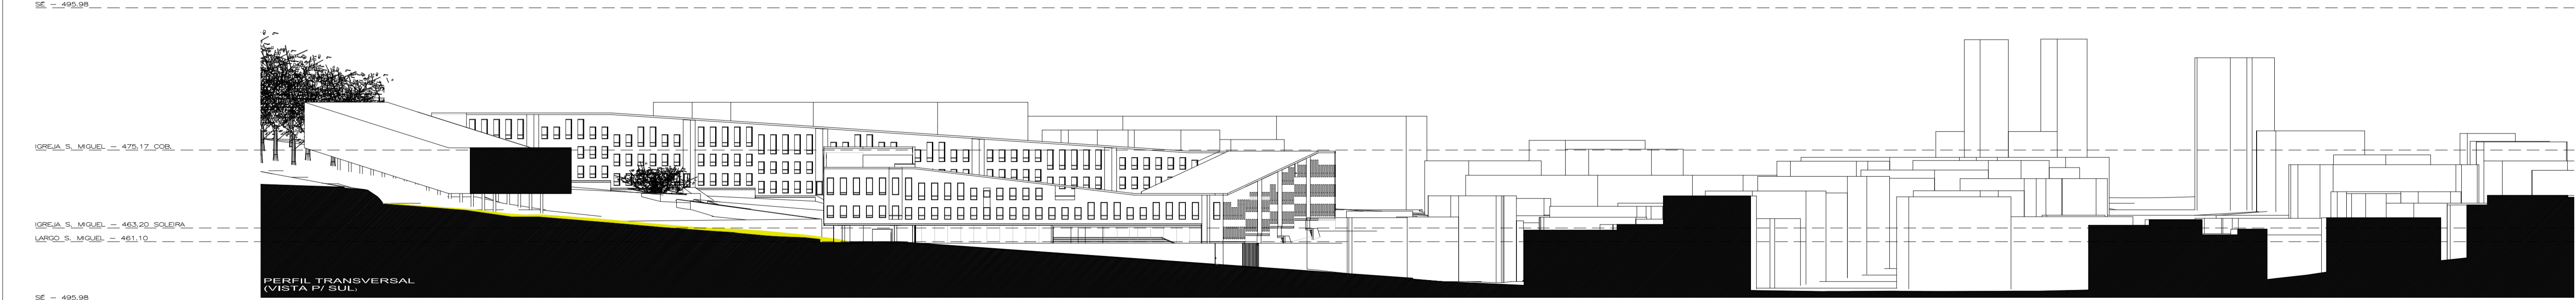 SÉ - 495,98
IGREJA S. MIGUEL - 475,17 COB.
IGREJA S. MIGUEL - 463,20 SOLEIRA
LARGO S. MIGUEL - 461,10
PERFIL TRANSVERSAL
(VISTA P/ SUL)
SÉ - 495,98